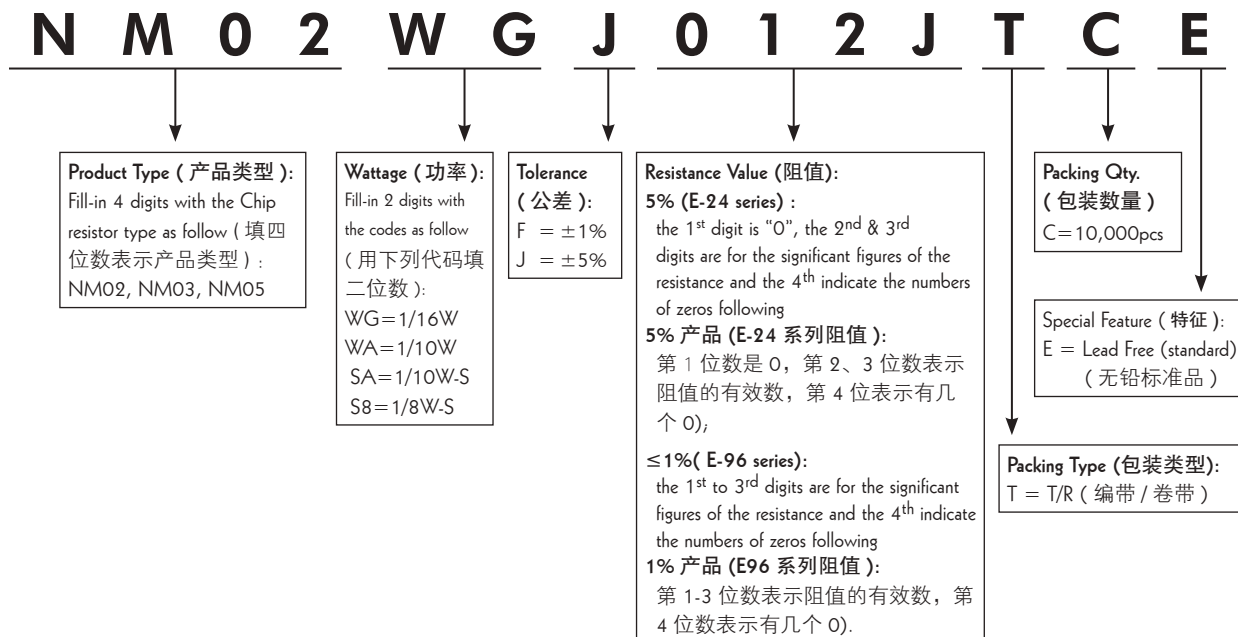 NM02 WG J 012J T C E
Product Type ( 产品类型 ):
Fill-in 4 digits with the Chip
resistor type as follow ( 填四
位数表示产品类型 ) :
NM02, NM03, NM05
Wattage ( 功率 ):
Fill-in 2 digits with
the codes as follow
( 用下列代码填
二位数 ):
WG=1/16W
WA=1/10W
SA=1/10W-S
S8=1/8W-S
Tolerance
( 公差 ):
F = ±1%
J = ±5%
Resistance Value (阻值):
5% (E-24 series) :
the 1st digit is “0”, the 2nd & 3rd
digits are for the significant figures of the
resistance and the 4th indicate the numbers
of zeros following
5% 产品 (E-24 系列阻值 ):
第 1 位数是 0，第 2、3 位数表示
阻值的有效数，第 4 位表示有几
个 0);
≤1%( E-96 series):
the 1st to 3rd digits are for the significant
figures of the resistance and the 4th indicate
the numbers of zeros following
1% 产品 (E96 系列阻值 ):
第 1-3 位数表示阻值的有效数，第
4 位数表示有几个 0).
Packing Qty.
( 包装数量 )
C=10,000pcs
Special Feature ( 特征 ):
E = Lead Free (standard)
( 无铅标准品 )
Packing Type (包装类型):
T = T/R ( 编带 / 卷带 )